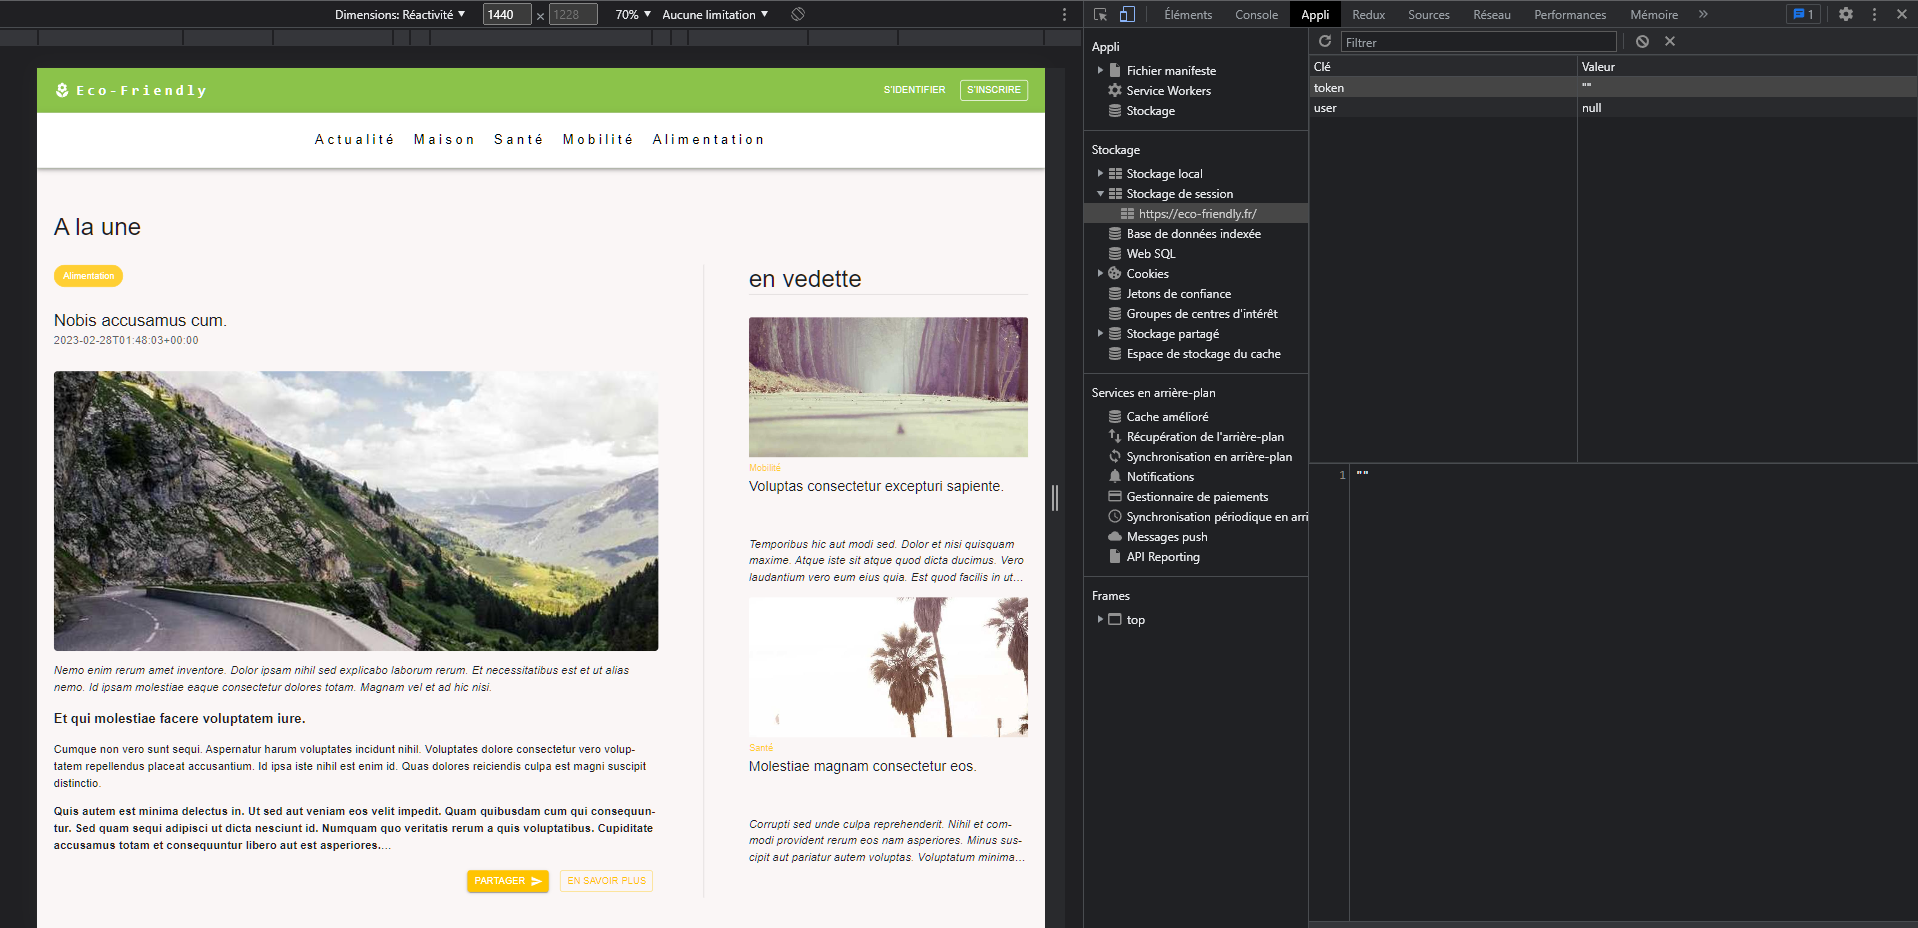 Dimensions: Réactivité ▼ 1440 × 1228 70% ▼ Aucune limitation ▼
Éléments Console Appli Redux Sources Réseau Performances Mémoire » 1
Eco-Friendly
S'IDENTIFIER S'INSCRIRE
Actualité Maison Santé Mobilité Alimentation
A la une
Alimentation
Nobis accusamus cum.
2023-02-28T01:48:03+00:00
Nemo enim rerum amet inventore. Dolor ipsam nihil sed explicabo laborum rerum. Et necessitatibus est et ut alias
nemo. Id ipsam molestiae eaque consectetur dolores totam. Magnam vel et ad hic nisi.
Et qui molestiae facere voluptatem iure.
Cumque non vero sunt sequi. Aspernatur harum voluptates incidunt nihil. Voluptates dolore consectetur vero volup-
tatem repellendus placeat accusantium. Id ipsa iste nihil est enim id. Quas dolores reiciendis culpa est magni suscipit
distinctio.
Quis autem est minima delectus in. Ut sed aut veniam eos velit impedit. Quam quibusdam cum qui consequun-
tur. Sed quam sequi adipisci ut dicta nesciunt id. Numquam quo veritatis rerum a quis voluptatibus. Cupiditate
accusamus totam et consequuntur libero aut est asperiores....
PARTAGER EN SAVOIR PLUS
en vedette
Mobilité
Voluptas consectetur excepturi sapiente.
Temporibus hic aut modi sed. Dolor et nisi quisquam
maxime. Atque iste sit atque quod dicta ducimus. Vero
laudantium vero eum eius quia. Est quod facilis in ut...
Santé
Molestiae magnam consectetur eos.
Corrupti sed unde culpa reprehenderit. Nihil et com-
modi provident rerum eos nam asperiores. Minus sus-
cipit aut pariatur autem voluptas. Voluptatum minima...
Appli
Fichier manifeste
Service Workers
Stockage
Stockage
Stockage local
Stockage de session
https://eco-friendly.fr/
Base de données indexée
Web SQL
Cookies
Jetons de confiance
Groupes de centres d'intérêt
Stockage partagé
Espace de stockage du cache
Services en arrière-plan
Cache amélioré
Récupération de l'arrière-plan
Synchronisation en arrière-plan
Notifications
Gestionnaire de paiements
Synchronisation périodique en arri
Messages push
API Reporting
Frames
top
Filtrer
Clé Valeur
token ""
user null
1 ""